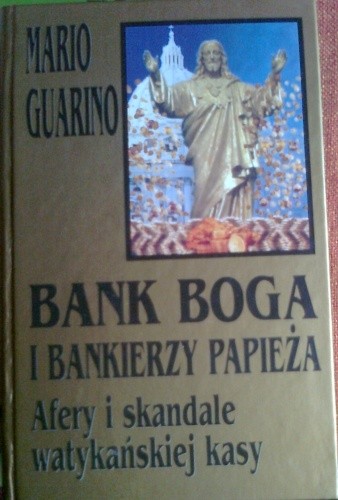 MARIO
GUARINO
BANK BOGA
I BANKIERZY PAPIEŻA
Afery i skandale
watykańskiej kasy